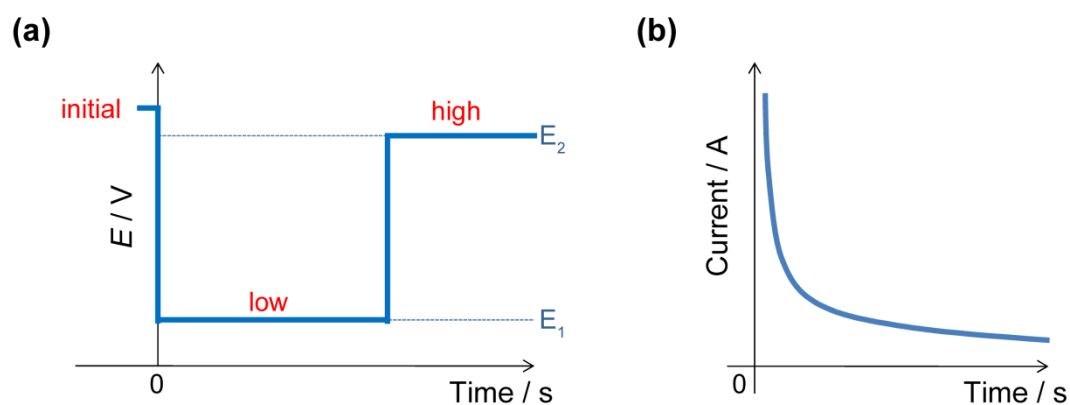 (a)
initial
high
E₂
E / V
low
E₁
0
Time / s
(b)
Current / A
0
Time / s